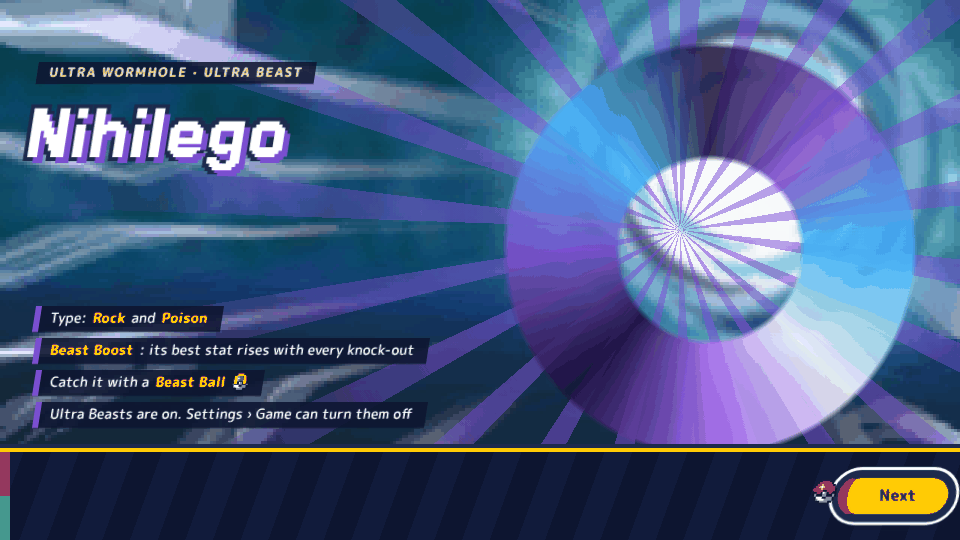 ULTRA WORMHOLE · ULTRA BEAST
Nihilego
Type: Rock and Poison
Beast Boost : its best stat rises with every knock-out
Catch it with a Beast Ball
Ultra Beasts are on. Settings › Game can turn them off
Next